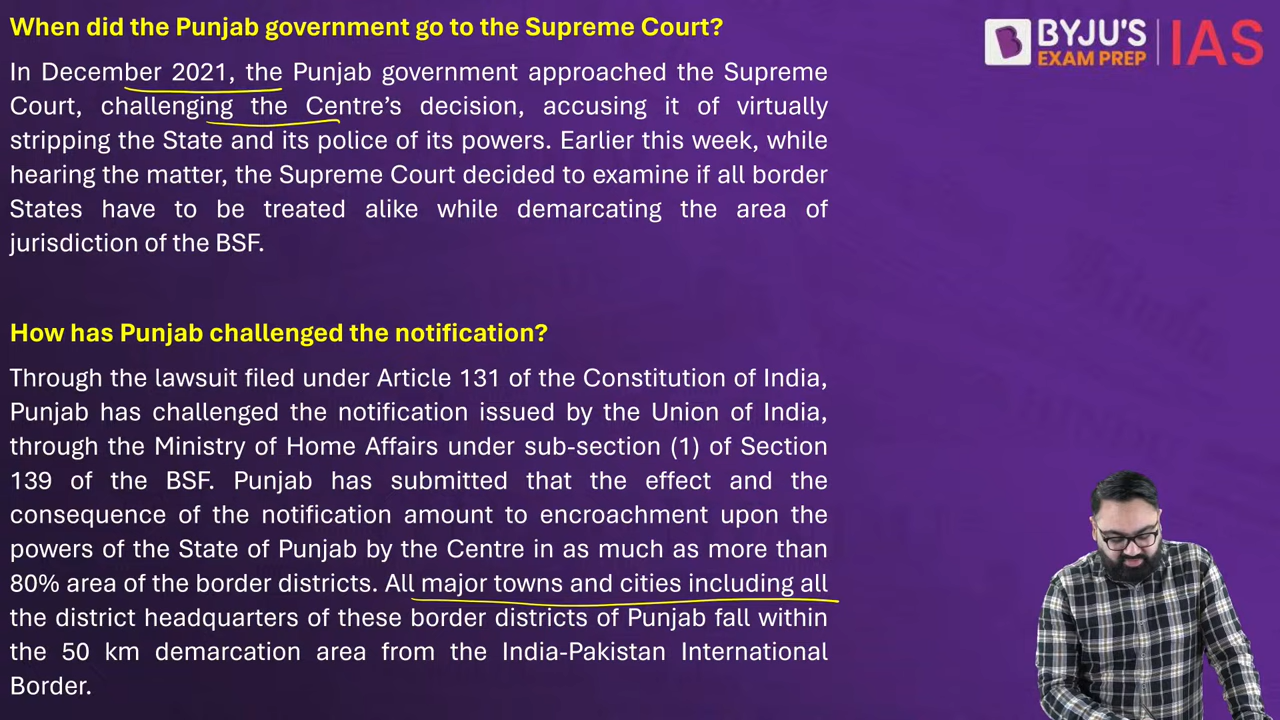 When did the Punjab government go to the Supreme Court?
In December 2021, the Punjab government approached the Supreme
Court, challenging the Centre's decision, accusing it of virtually
stripping the State and its police of its powers. Earlier this week, while
hearing the matter, the Supreme Court decided to examine if all border
States have to be treated alike while demarcating the area of
jurisdiction of the BSF.
How has Punjab challenged the notification?
Through the lawsuit filed under Article 131 of the Constitution of India,
Punjab has challenged the notification issued by the Union of India,
through the Ministry of Home Affairs under sub-section (1) of Section
139 of the BSF. Punjab has submitted that the effect and the
consequence of the notification amount to encroachment upon the
powers of the State of Punjab by the Centre in as much as more than
80% area of the border districts. All major towns and cities including all
the district headquarters of these border districts of Punjab fall within
the 50 km demarcation area from the India-Pakistan International
Border.
BYJU'S
EXAM PREP
IAS